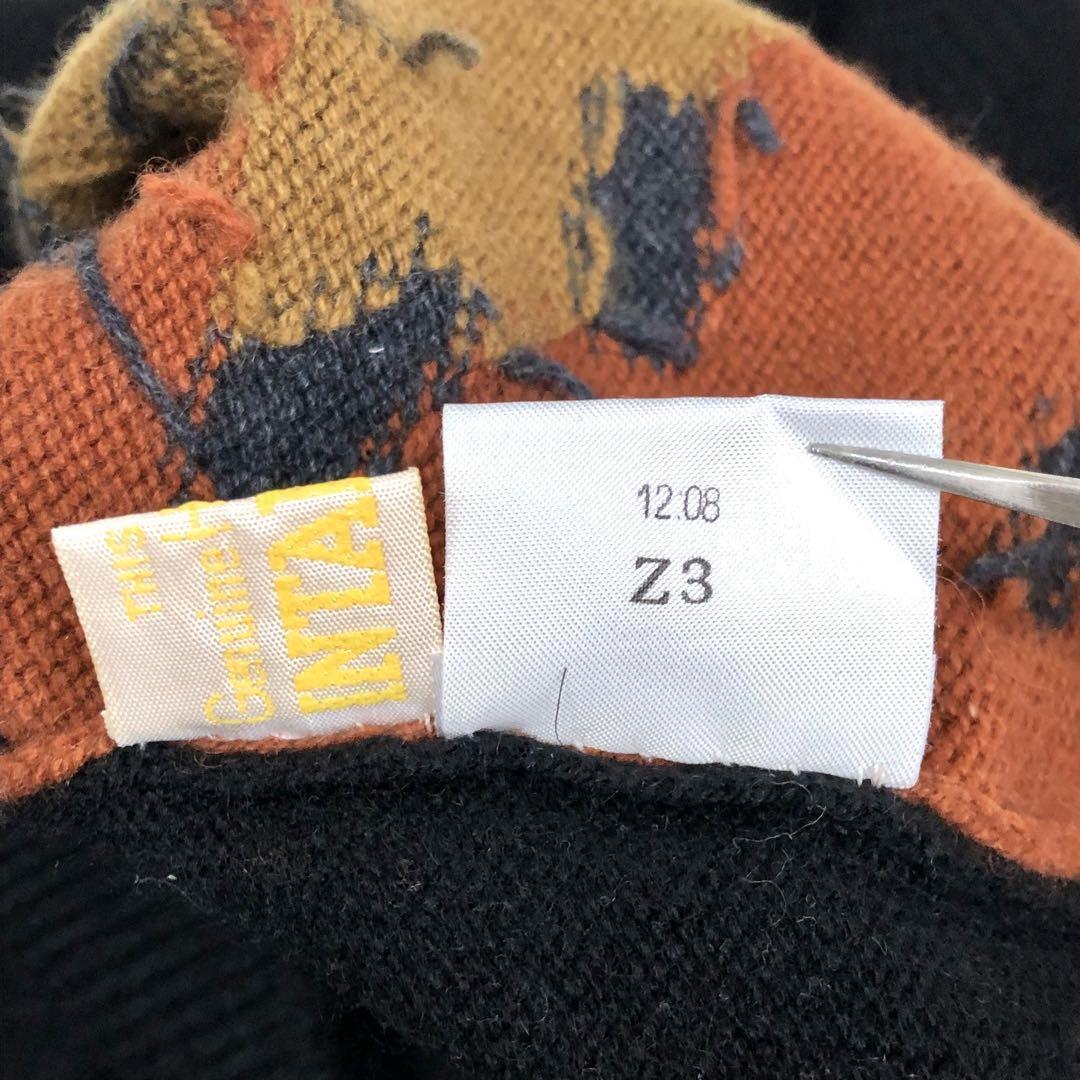 THIS
Genuine
INTA
12.08
Z3